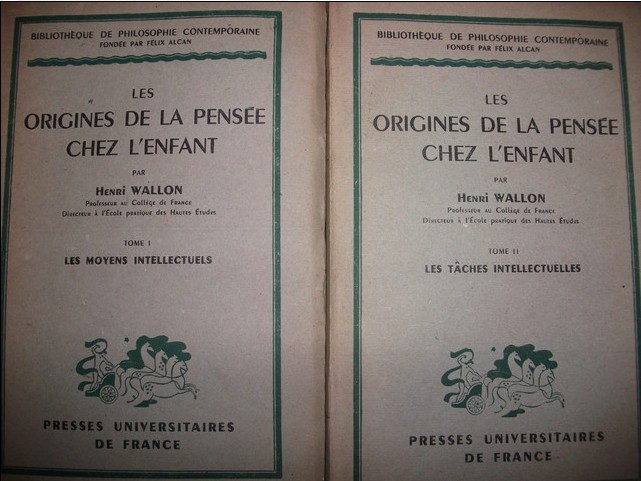 BIBLIOTHÈQUE DE PHILOSOPHIE CONTEMPORAINE
FONDÉE PAR FÉLIX ALCAN
LES
ORIGINES DE LA PENSÉE
CHEZ L'ENFANT
PAR
HENRI WALLON
PROFESSEUR AU COLLÈGE DE FRANCE
DIRECTEUR À L'ÉCOLE PRATIQUE DES HAUTES ÉTUDES
TOME I
LES MOYENS INTELLECTUELS
PRESSES UNIVERSITAIRES
DE FRANCE
BIBLIOTHÈQUE DE PHILOSOPHIE CONTEMPORAINE
FONDÉE PAR FÉLIX ALCAN
LES
ORIGINES DE LA PENSÉE
CHEZ L'ENFANT
PAR
HENRI WALLON
PROFESSEUR AU COLLÈGE DE FRANCE
DIRECTEUR À L'ÉCOLE PRATIQUE DES HAUTES ÉTUDES
TOME II
LES TÂCHES INTELLECTUELLES
PRESSES UNIVERSITAIRES
DE FRANCE